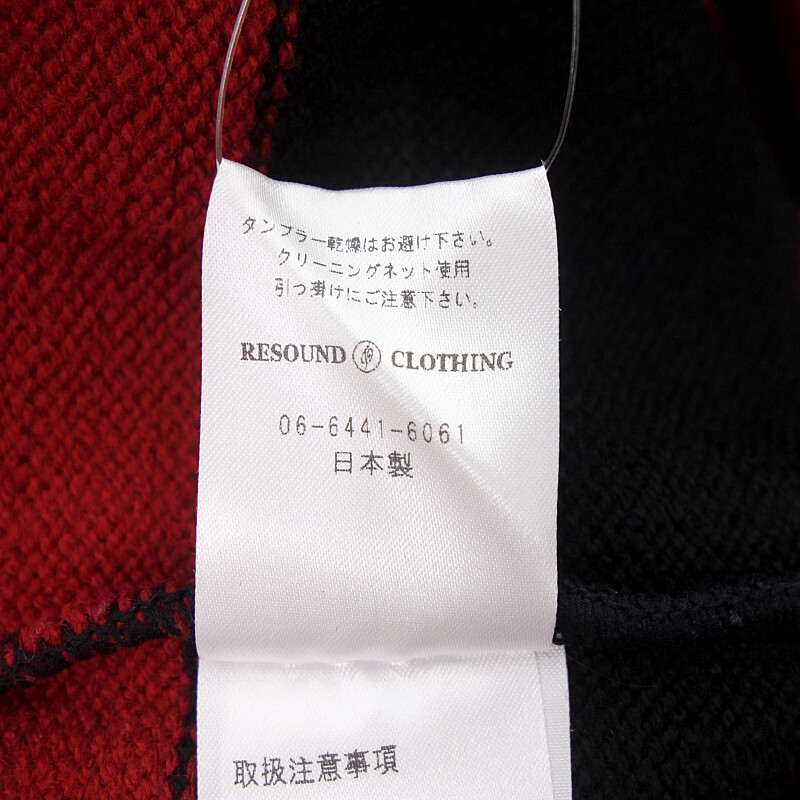 タンブラー乾燥はお避け下さい。
クリーニングネット使用
引っ掛けにご注意下さい。
RESOUND CLOTHING
06-6441-6061
日本製
取扱注意事項